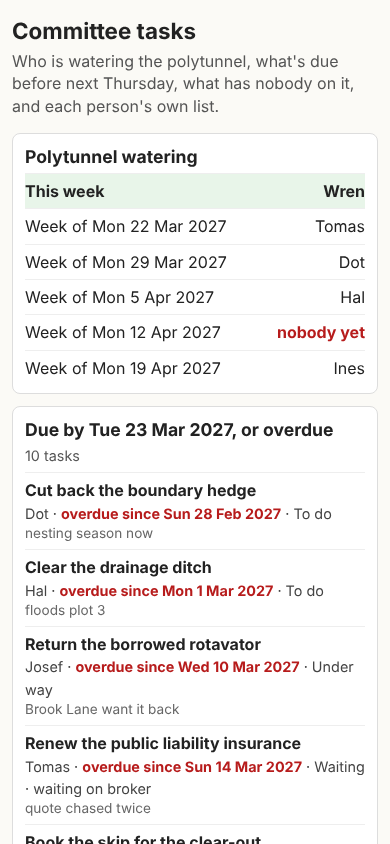 Committee tasks
Who is watering the polytunnel, what's due
before next Thursday, what has nobody on it,
and each person's own list.
Polytunnel watering
This week Wren
Week of Mon 22 Mar 2027 Tomas
Week of Mon 29 Mar 2027 Dot
Week of Mon 5 Apr 2027 Hal
Week of Mon 12 Apr 2027 nobody yet
Week of Mon 19 Apr 2027 Ines
Due by Tue 23 Mar 2027, or overdue
10 tasks
Cut back the boundary hedge
Dot · overdue since Sun 28 Feb 2027 · To do
nesting season now
Clear the drainage ditch
Hal · overdue since Mon 1 Mar 2027 · To do
floods plot 3
Return the borrowed rotavator
Josef · overdue since Wed 10 Mar 2027 · Under
way
Brook Lane want it back
Renew the public liability insurance
Tomas · overdue since Sun 14 Mar 2027 · Waiting
· waiting on broker
quote chased twice
Book the skip for the clear-out